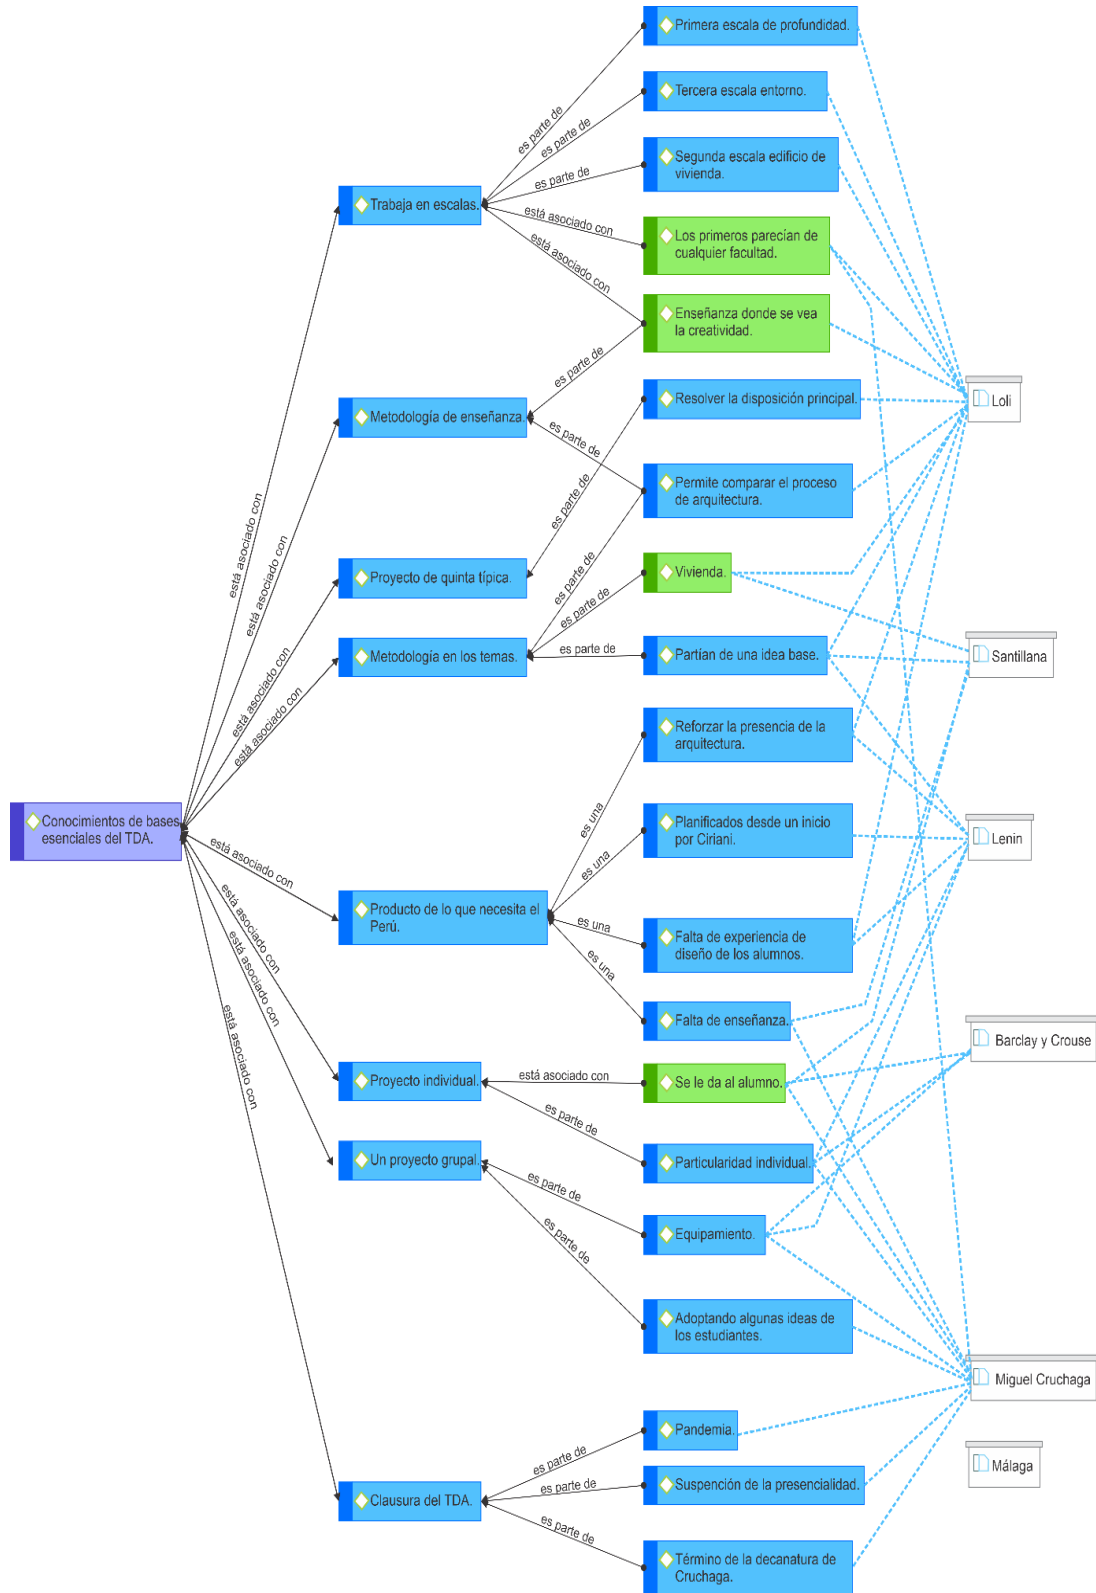 Primera escala de profundidad.
Tercera escala entorno.
Segunda escala edificio de
vivienda.
Trabaja en escalas.
Los primeros parecían de
cualquier facultad.
Enseñanza donde se vea
la creatividad.
Resolver la disposición principal.
Metodología de enseñanza.
Permite comparar el proceso
de arquitectura.
Proyecto de quinta típica.
Vivienda.
Metodología en los temas.
Partían de una idea base.
Reforzar la presencia de la
arquitectura.
Conocimientos de bases
esenciales del TDA.
Planificados desde un inicio
por Ciriani.
Producto de lo que necesita el
Perú.
Falta de experiencia de
diseño de los alumnos.
Falta de enseñanza.
Proyecto individual.
Se le da al alumno.
Un proyecto grupal.
Particularidad individual.
Equipamiento.
Adoptando algunas ideas de
los estudiantes.
Pandemia.
Suspención de la presencialidad.
Clausura del TDA.
Término de la decanatura de
Cruchaga.
Loli
Santillana
Lenin
Barclay y Crouse
Miguel Cruchaga
Málaga
es parte de
es parte de
es parte de
está asociado con
está asociado con
es parte de
es parte de
es parte de
es parte de
es parte de
es parte de
es una
es una
es una
es una
está asociado con
es parte de
es parte de
es parte de
es parte de
es parte de
es parte de
está asociado con
está asociado con
está asociado con
está asociado con
está asociado con
está asociado con
está asociado con
está asociado con